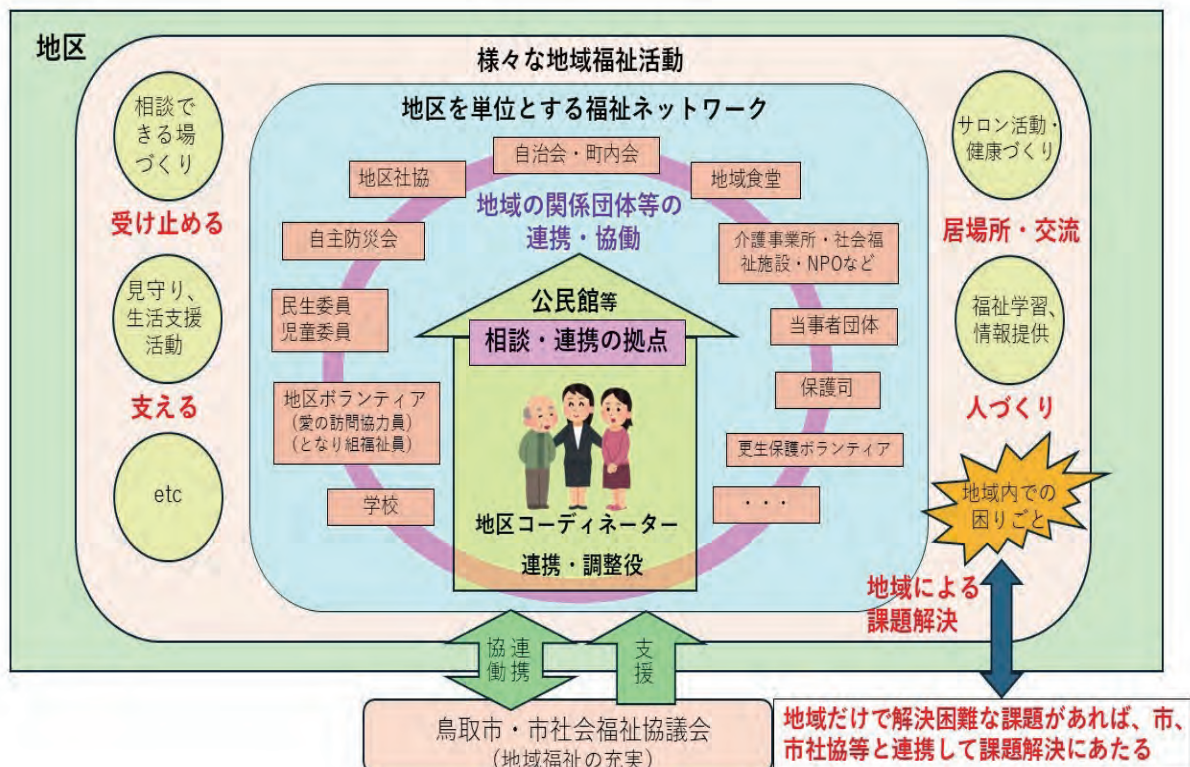 地区
様々な地域福祉活動
地区を単位とする福祉ネットワーク
相談で
きる場
づくり
受け止める
見守り、
生活支援
活動
支える
etc
自治会・町内会
地区社協
地域食堂
自主防災会
地域の関係団体等の
連携・協働
介護事業所・社会福
祉施設・NPOなど
民生委員
児童委員
公民館等
相談・連携の拠点
当事者団体
地区ボランティア
(愛の訪問協力員)
(となり組福祉員)
保護司
更生保護ボランティア
学校
・・・
地区コーディネーター
連携・調整役
サロン活動・
健康づくり
居場所・交流
福祉学習、
情報提供
人づくり
地域内での
困りごと
地域による
課題解決
連携
協働
支援
鳥取市・市社会福祉協議会
(地域福祉の充実)
地域だけで解決困難な課題があれば、市、
市社協等と連携して課題解決にあたる